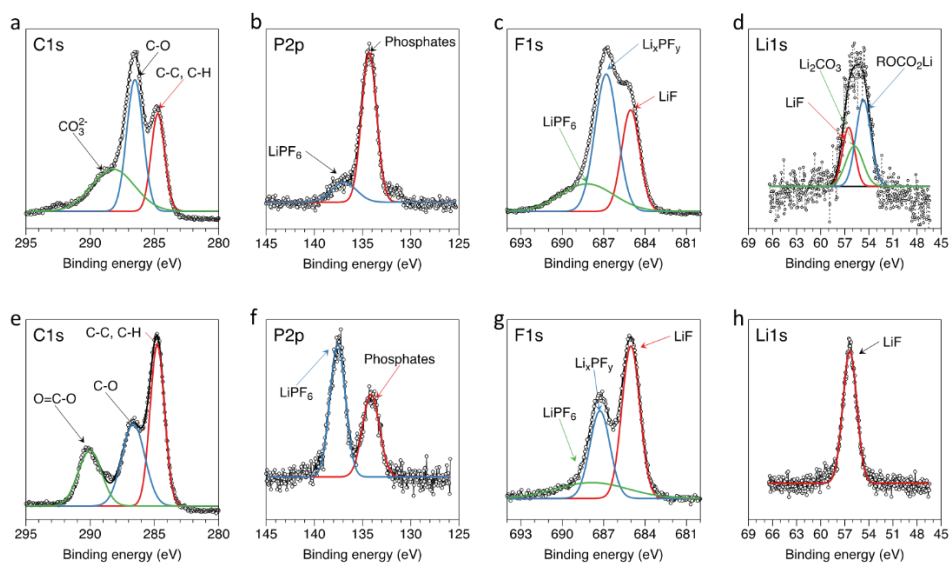 a
C1s
C-O
C-C, C-H
CO₃²⁻
295 290 285 280
Binding energy (eV)
b
P2p
Phosphates
LiPF₆
145 140 135 130 125
Binding energy (eV)
c
F1s
LiₓPFᵧ
LiF
LiPF₆
693 690 687 684 681
Binding energy (eV)
d
Li1s
Li₂CO₃
ROCO₂Li
LiF
69 66 63 60 57 54 51 48 45
Binding energy (eV)
e
C1s
C-C, C-H
C-O
O=C-O
295 290 285 280
Binding energy (eV)
f
P2p
LiPF₆
Phosphates
145 140 135 130 125
Binding energy (eV)
g
F1s
LiF
LiₓPFᵧ
LiPF₆
693 690 687 684 681
Binding energy (eV)
h
Li1s
LiF
69 66 63 60 57 54 51 48 45
Binding energy (eV)